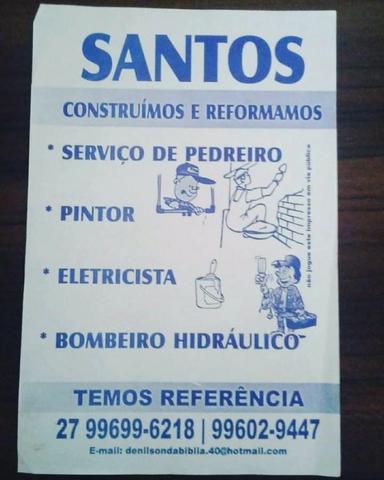 SANTOS
CONSTRUÍMOS E REFORMAMOS
* SERVIÇO DE PEDREIRO
* PINTOR
* ELETRICISTA
* BOMBEIRO HIDRÁULICO
não jogue este impresso em via pública
TEMOS REFERÊNCIA
27 99699-6218 | 99602-9447
E-mail: denilsondabiblia.40@hotmail.com